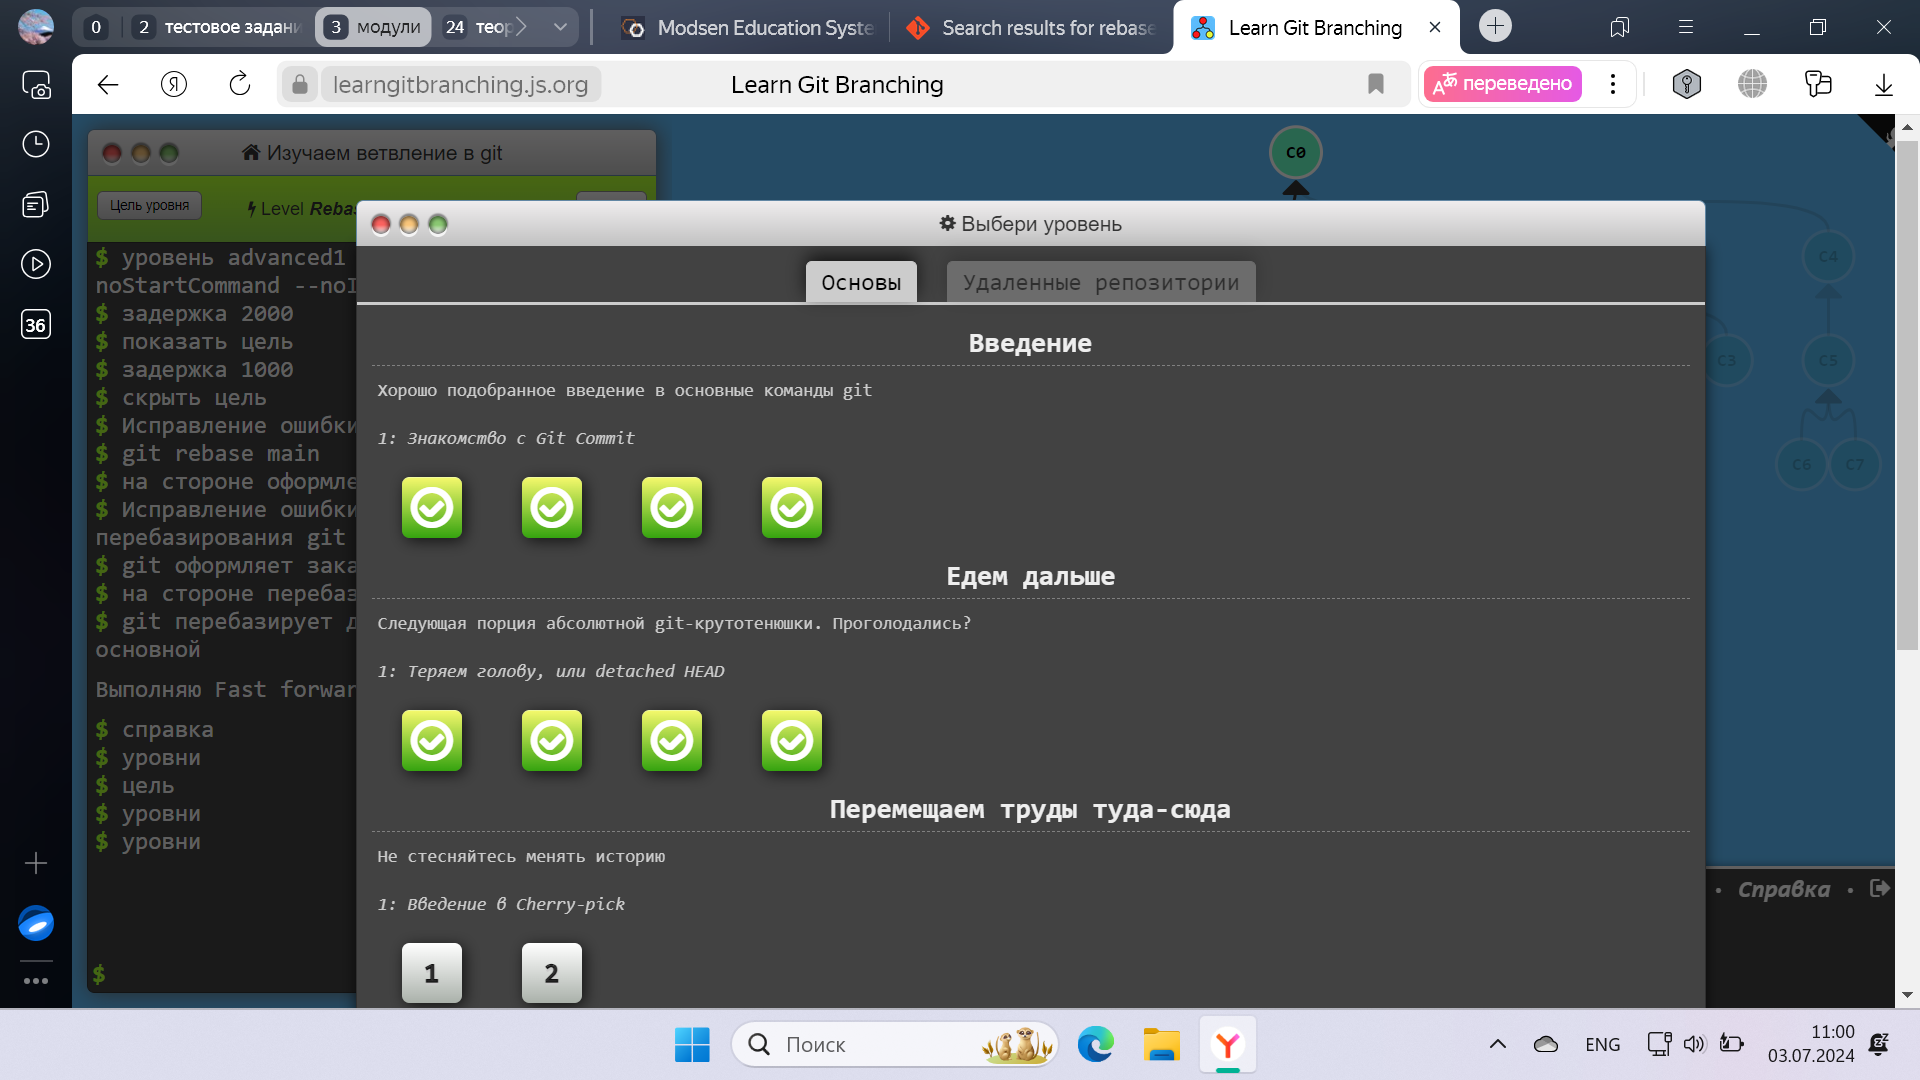 0
2 тестовое задани
3 модули
24 теор
Modsen Education Syste
Search results for rebase
Learn Git Branching
Я
learngitbranching.js.org
Learn Git Branching
переведено
36
Изучаем ветвление в git
Цель уровня
Level Reba
$ уровень advanced1
noStartCommand --noI
$ задержка 2000
$ показать цель
$ задержка 1000
$ скрыть цель
$ Исправление ошибки
$ git rebase main
$ на стороне оформле
$ Исправление ошибки
перебазирования git
$ git оформляет зака
$ на стороне перебаз
$ git перебазирует д
основной
Выполняю Fast forwar
$ справка
$ уровни
$ цель
$ уровни
$ уровни
$
C0
C4
C3
C5
C6
C7
Выбери уровень
Основы
Удаленные репозитории
Введение
Хорошо подобранное введение в основные команды git
1: Знакомство с Git Commit
Едем дальше
Следующая порция абсолютной git-крутотенюшки. Проголодались?
1: Теряем голову, или detached HEAD
Перемещаем труды туда-сюда
Не стесняйтесь менять историю
1: Введение в Cherry-pick
1
2
• Справка •
Поиск
ENG
11:00
03.07.2024